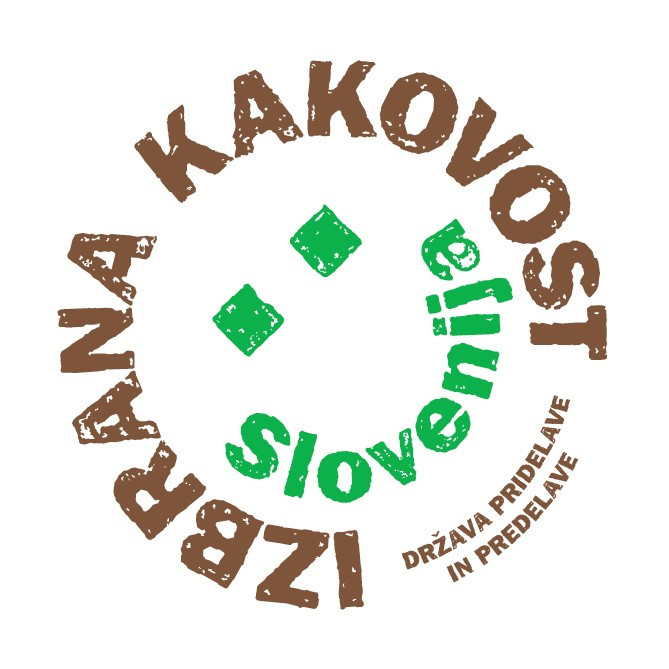 IZBRANA KAKOVOST
Slovenija
DRŽAVA PRIDELAVE
IN PREDELAVE